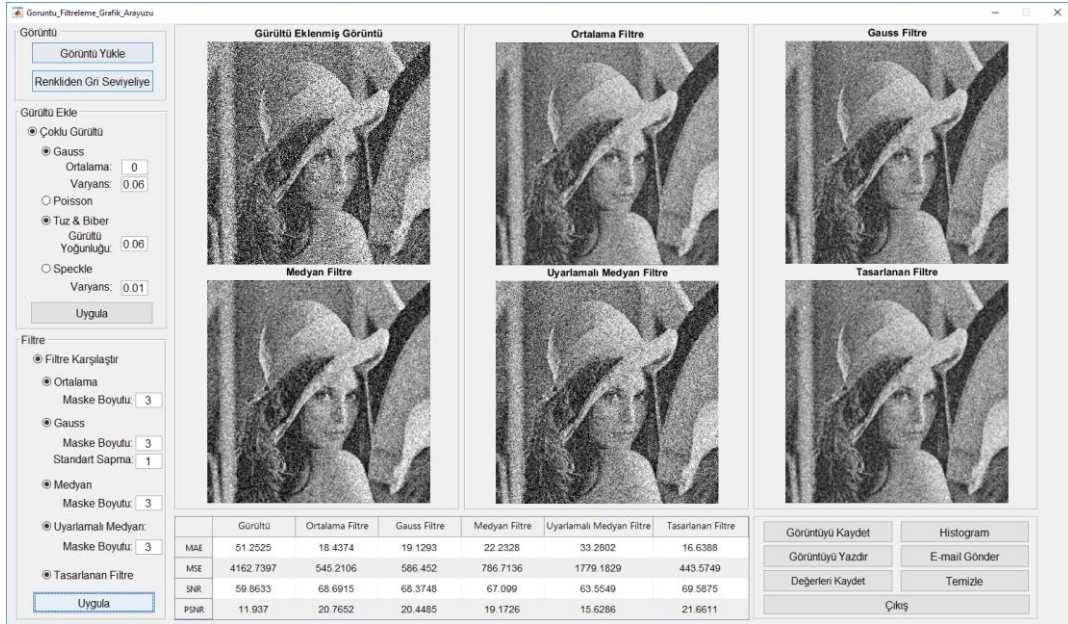 Goruntu_Filtreleme_Grafik_Arayuzu
Görüntü
Görüntü Yükle
Renkliden Gri Seviyeliye
Gürültü Ekle
Çoklu Gürültü
Gauss
Ortalama: 0
Varyans: 0.06
Poisson
Tuz & Biber
Gürültü
Yoğunluğu: 0.06
Speckle
Varyans: 0.01
Uygula
Filtre
Filtre Karşılaştır
Ortalama
Maske Boyutu: 3
Gauss
Maske Boyutu: 3
Standart Sapma: 1
Medyan
Maske Boyutu: 3
Uyarlamalı Medyan:
Maske Boyutu: 3
Tasarlanan Filtre
Uygula
Gürültü Eklenmiş Görüntü
Ortalama Filtre
Gauss Filtre
Medyan Filtre
Uyarlamalı Medyan Filtre
Tasarlanan Filtre
Gürültü Ortalama Filtre Gauss Filtre Medyan Filtre Uyarlamalı Medyan Filtre Tasarlanan Filtre
MAE 51.2525 18.4374 19.1293 22.2328 33.2802 16.6388
MSE 4162.7397 545.2106 586.452 786.7136 1779.1829 443.5749
SNR 59.8633 68.6915 68.3748 67.099 63.5549 69.5875
PSNR 11.937 20.7652 20.4485 19.1726 15.6286 21.6611
Görüntüyü Kaydet Histogram
Görüntüyü Yazdır E-mail Gönder
Değerleri Kaydet Temizle
Çıkış